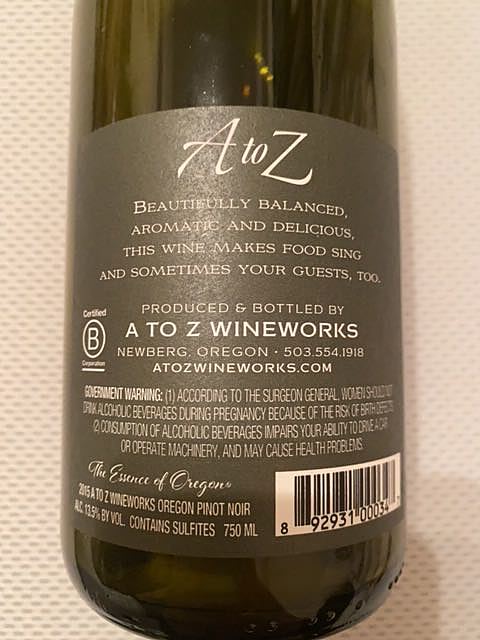 A to Z
BEAUTIFULLY BALANCED,
AROMATIC AND DELICIOUS,
THIS WINE MAKES FOOD SING
AND SOMETIMES YOUR GUESTS, TOO.
PRODUCED & BOTTLED BY
A TO Z WINEWORKS
NEWBERG, OREGON · 503.554.1918
ATOZWINEWORKS.COM
Certified
B
Corporation
GOVERNMENT WARNING: (1) ACCORDING TO THE SURGEON GENERAL, WOMEN SHOULD NOT
DRINK ALCOHOLIC BEVERAGES DURING PREGNANCY BECAUSE OF THE RISK OF BIRTH DEFECTS.
(2) CONSUMPTION OF ALCOHOLIC BEVERAGES IMPAIRS YOUR ABILITY TO DRIVE A CAR
OR OPERATE MACHINERY, AND MAY CAUSE HEALTH PROBLEMS.
The Essence of Oregon®
2015 A TO Z WINEWORKS OREGON PINOT NOIR
ALC. 13.5% BY VOL. CONTAINS SULFITES 750 ML
8 92931 00034